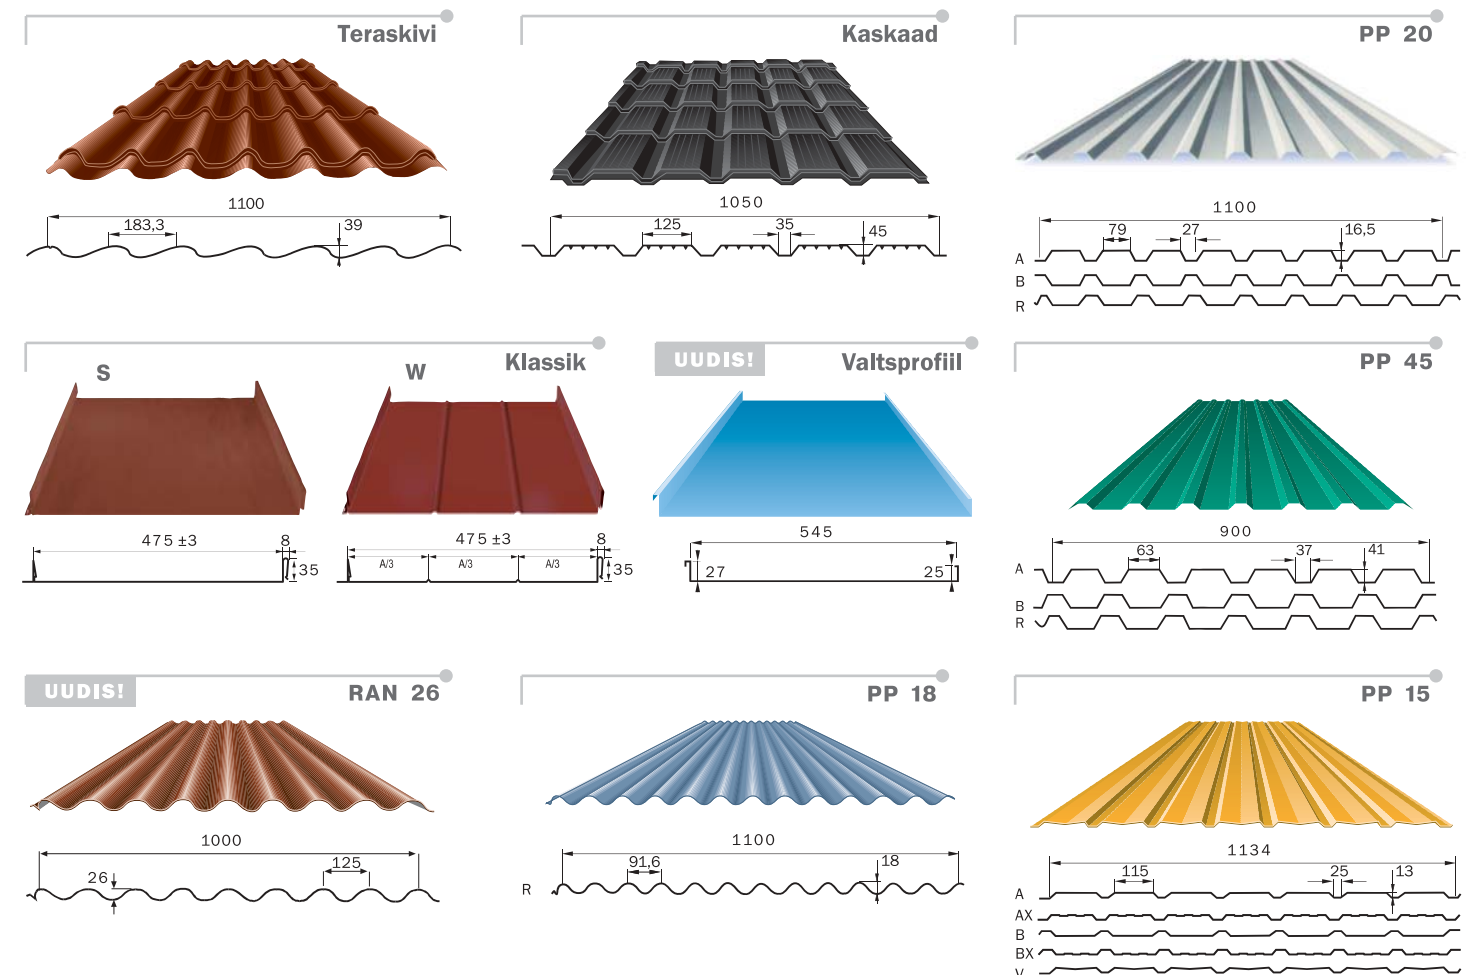 Teraskivi
1100
183,3
39
Kaskaad
1050
125
35
45
PP 20
1100
79
27
16,5
A
B
R
Klassik
S
475 ±3
8
35
W
475 ±3
8
A/3
A/3
A/3
35
UUDIS!
Valtsprofiil
545
27
25
PP 45
900
63
37
41
A
B
R
UUDIS!
RAN 26
1000
125
26
PP 18
1100
91,6
18
R
PP 15
1134
115
25
13
A
AX
B
BX
V